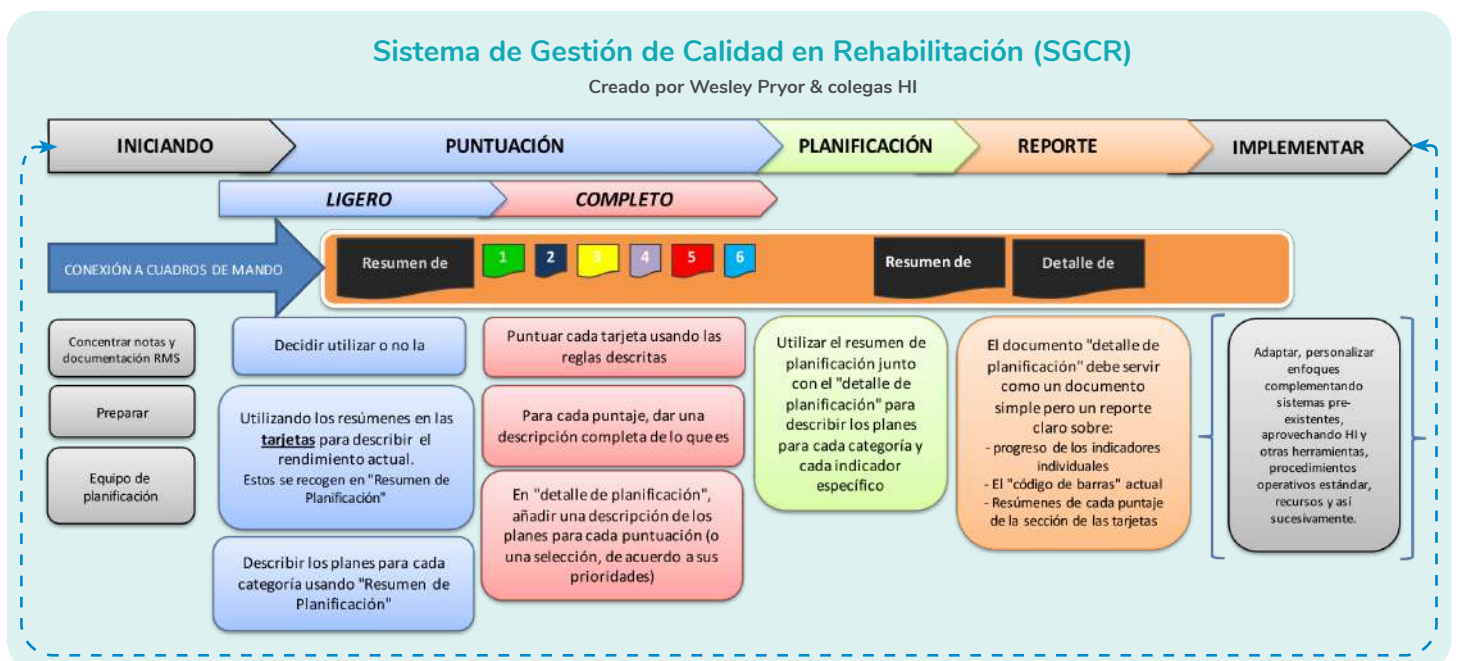 Sistema de Gestión de Calidad en Rehabilitación (SGCR)
Creado por Wesley Pryor & colegas HI
INICIANDO
PUNTUACIÓN
PLANIFICACIÓN
REPORTE
IMPLEMENTAR
LIGERO
COMPLETO
CONEXIÓN A CUADROS DE MANDO
Resumen de
1
2
3
4
5
6
Resumen de
Detalle de
Concentrar notas y
documentación RMS
Preparar
Equipo de
planificación
Decidir utilizar o no la
Utilizando los resúmenes en las
tarjetas para describir el
rendimiento actual.
Estos se recogen en "Resumen de
Planificación"
Describir los planes para cada
categoría usando "Resumen de
Planificación"
Puntuar cada tarjeta usando las
reglas descritas
Para cada puntaje, dar una
descripción completa de lo que es
En "detalle de planificación",
añadir una descripción de los
planes para cada puntuación (o
una selección, de acuerdo a sus
prioridades)
Utilizar el resumen de
planificación junto
con el "detalle de
planificación" para
describir los planes
para cada categoría y
cada indicador
específico
El documento "detalle de
planificación" debe servir
como un documento
simple pero un reporte
claro sobre:
- progreso de los indicadores
individuales
- El "código de barras" actual
- Resúmenes de cada puntaje
de la sección de las tarjetas
Adaptar, personalizar
enfoques
complementando
sistemas pre-
existentes,
aprovechando HI y
otras herramientas,
procedimientos
operativos estándar,
recursos y así
sucesivamente.